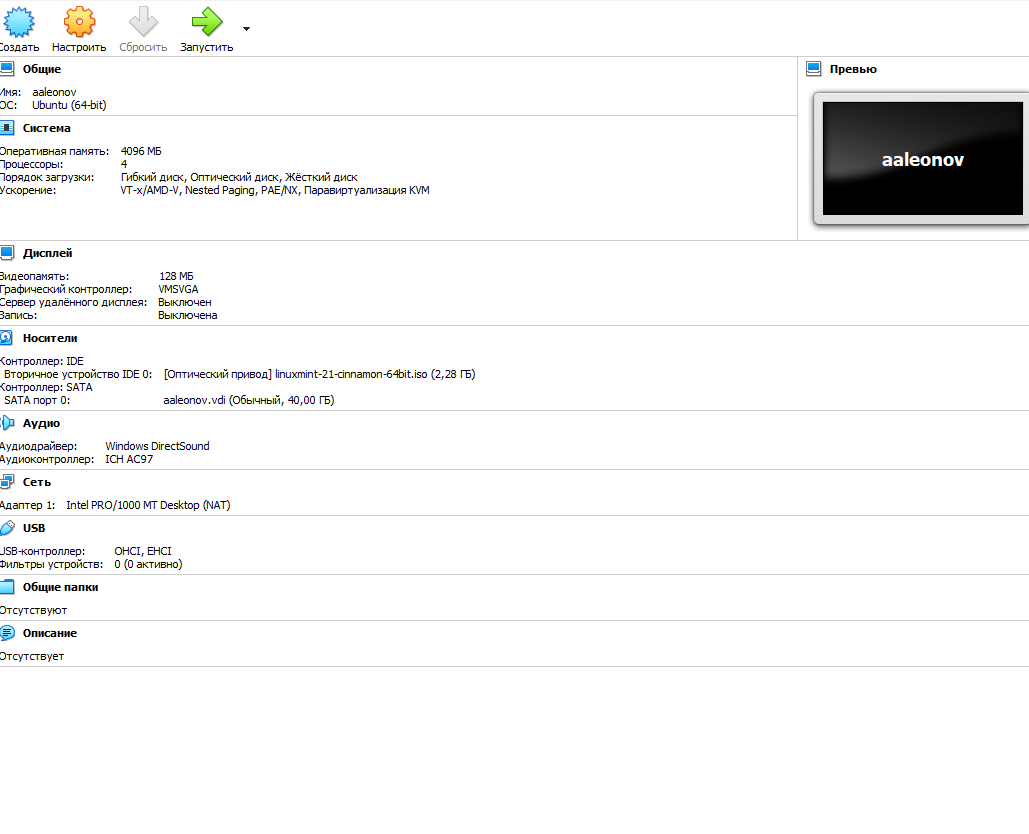 Создать Настроить Сбросить Запустить
Общие
Имя: aaleonov
ОС: Ubuntu (64-bit)
Превью
aaleonov
Система
Оперативная память: 4096 МБ
Процессоры: 4
Порядок загрузки: Гибкий диск, Оптический диск, Жёсткий диск
Ускорение: VT-x/AMD-V, Nested Paging, PAE/NX, Паравиртуализация KVM
Дисплей
Видеопамять: 128 МБ
Графический контроллер: VMSVGA
Сервер удалённого дисплея: Выключен
Запись: Выключена
Носители
Контроллер: IDE
Вторичное устройство IDE 0: [Оптический привод] linuxmint-21-cinnamon-64bit.iso (2,28 ГБ)
Контроллер: SATA
SATA порт 0: aaleonov.vdi (Обычный, 40,00 ГБ)
Аудио
Аудиодрайвер: Windows DirectSound
Аудиоконтроллер: ICH AC97
Сеть
Адаптер 1: Intel PRO/1000 MT Desktop (NAT)
USB
USB-контроллер: OHCI, EHCI
Фильтры устройств: 0 (0 активно)
Общие папки
Отсутствуют
Описание
Отсутствует